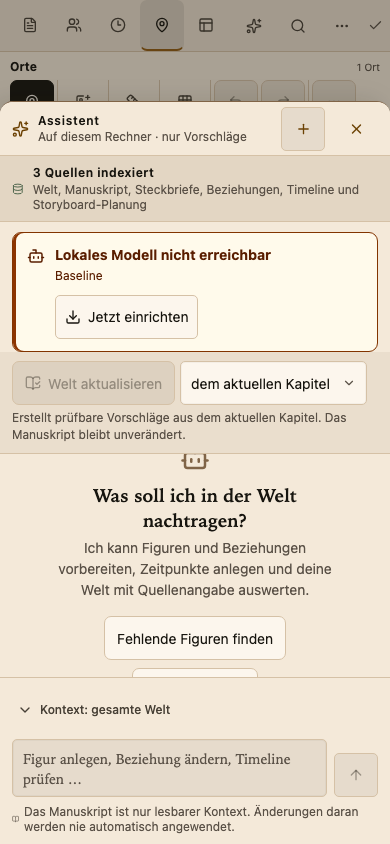 Orte
1 Ort
Assistent
Auf diesem Rechner · nur Vorschläge
3 Quellen indexiert
Welt, Manuskript, Steckbriefe, Beziehungen, Timeline und
Storyboard-Planung
Lokales Modell nicht erreichbar
Baseline
Jetzt einrichten
Welt aktualisieren
dem aktuellen Kapitel
Erstellt prüfbare Vorschläge aus dem aktuellen Kapitel. Das
Manuskript bleibt unverändert.
Was soll ich in der Welt
nachtragen?
Ich kann Figuren und Beziehungen
vorbereiten, Zeitpunkte anlegen und deine
Welt mit Quellenangabe auswerten.
Fehlende Figuren finden
Kontext: gesamte Welt
Figur anlegen, Beziehung ändern, Timeline
prüfen …
Das Manuskript ist nur lesbarer Kontext. Änderungen daran
werden nie automatisch angewendet.